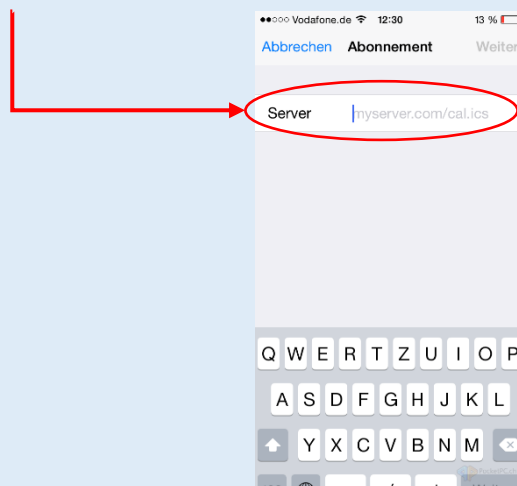 Vodafone.de 12:30 13 %
Abbrechen Abonnement Weiter
Server myserver.com/cal.ics
Q W E R T Z U I O P
A S D F G H J K L
Y X C V B N M